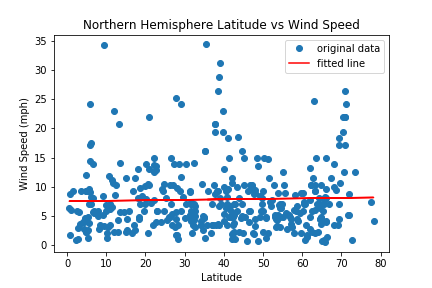 Northern Hemisphere Latitude vs Wind Speed
original data
fitted line
35
30
25
20
15
10
5
0
Wind Speed (mph)
0 10 20 30 40 50 60 70 80
Latitude